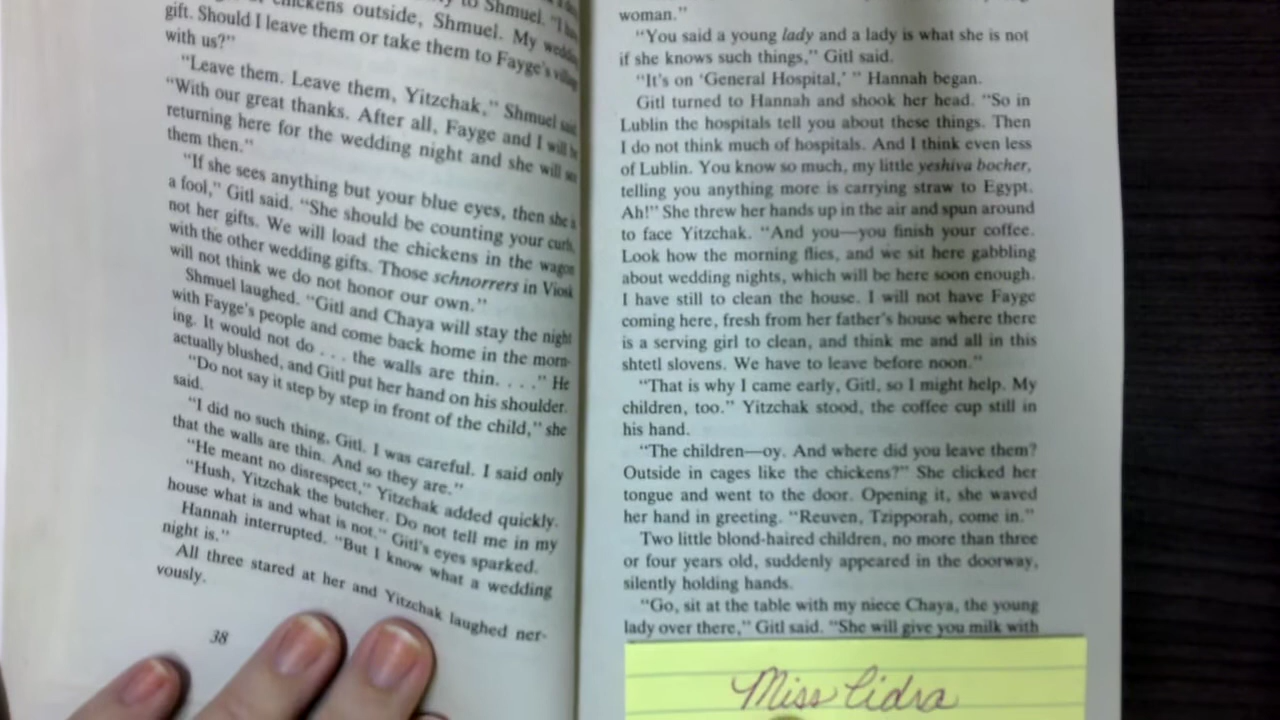 to Shmuel. "I
chickens outside, Shmuel. My wedding
gift. Should I leave them or take them to Fayge's village
with us?"
"Leave them. Leave them, Yitzchak," Shmuel said.
"With our great thanks. After all, Fayge and I will be
returning here for the wedding night and she will see
them then."
"If she sees anything but your blue eyes, then she is
a fool," Gitl said. "She should be counting your curls,
not her gifts. We will load the chickens in the wagon
with the other wedding gifts. Those schnorrers in Viosk
will not think we do not honor our own."
Shmuel laughed. "Gitl and Chaya will stay the night
with Fayge's people and come back home in the morn-
ing. It would not do . . . the walls are thin. . . ." He
actually blushed, and Gitl put her hand on his shoulder.
"Do not say it step by step in front of the child," she
said.
"I did no such thing, Gitl. I was careful. I said only
that the walls are thin. And so they are."
"He meant no disrespect," Yitzchak added quickly.
"Hush, Yitzchak the butcher. Do not tell me in my
house what is and what is not." Gitl's eyes sparked.
Hannah interrupted. "But I know what a wedding
night is."
All three stared at her and Yitzchak laughed ner-
vously.
38
woman."
"You said a young lady and a lady is what she is not
if she knows such things," Gitl said.
"It's on 'General Hospital,' " Hannah began.
Gitl turned to Hannah and shook her head. "So in
Lublin the hospitals tell you about these things. Then
I do not think much of hospitals. And I think even less
of Lublin. You know so much, my little yeshiva bocher,
telling you anything more is carrying straw to Egypt.
Ah!" She threw her hands up in the air and spun around
to face Yitzchak. "And you—you finish your coffee.
Look how the morning flies, and we sit here gabbling
about wedding nights, which will be here soon enough.
I have still to clean the house. I will not have Fayge
coming here, fresh from her father's house where there
is a serving girl to clean, and think me and all in this
shtetl slovens. We have to leave before noon."
"That is why I came early, Gitl, so I might help. My
children, too." Yitzchak stood, the coffee cup still in
his hand.
"The children—oy. And where did you leave them?
Outside in cages like the chickens?" She clicked her
tongue and went to the door. Opening it, she waved
her hand in greeting. "Reuven, Tzipporah, come in."
Two little blond-haired children, no more than three
or four years old, suddenly appeared in the doorway,
silently holding hands.
"Go, sit at the table with my niece Chaya, the young
lady over there," Gitl said. "She will give you milk with
Miss Cidra